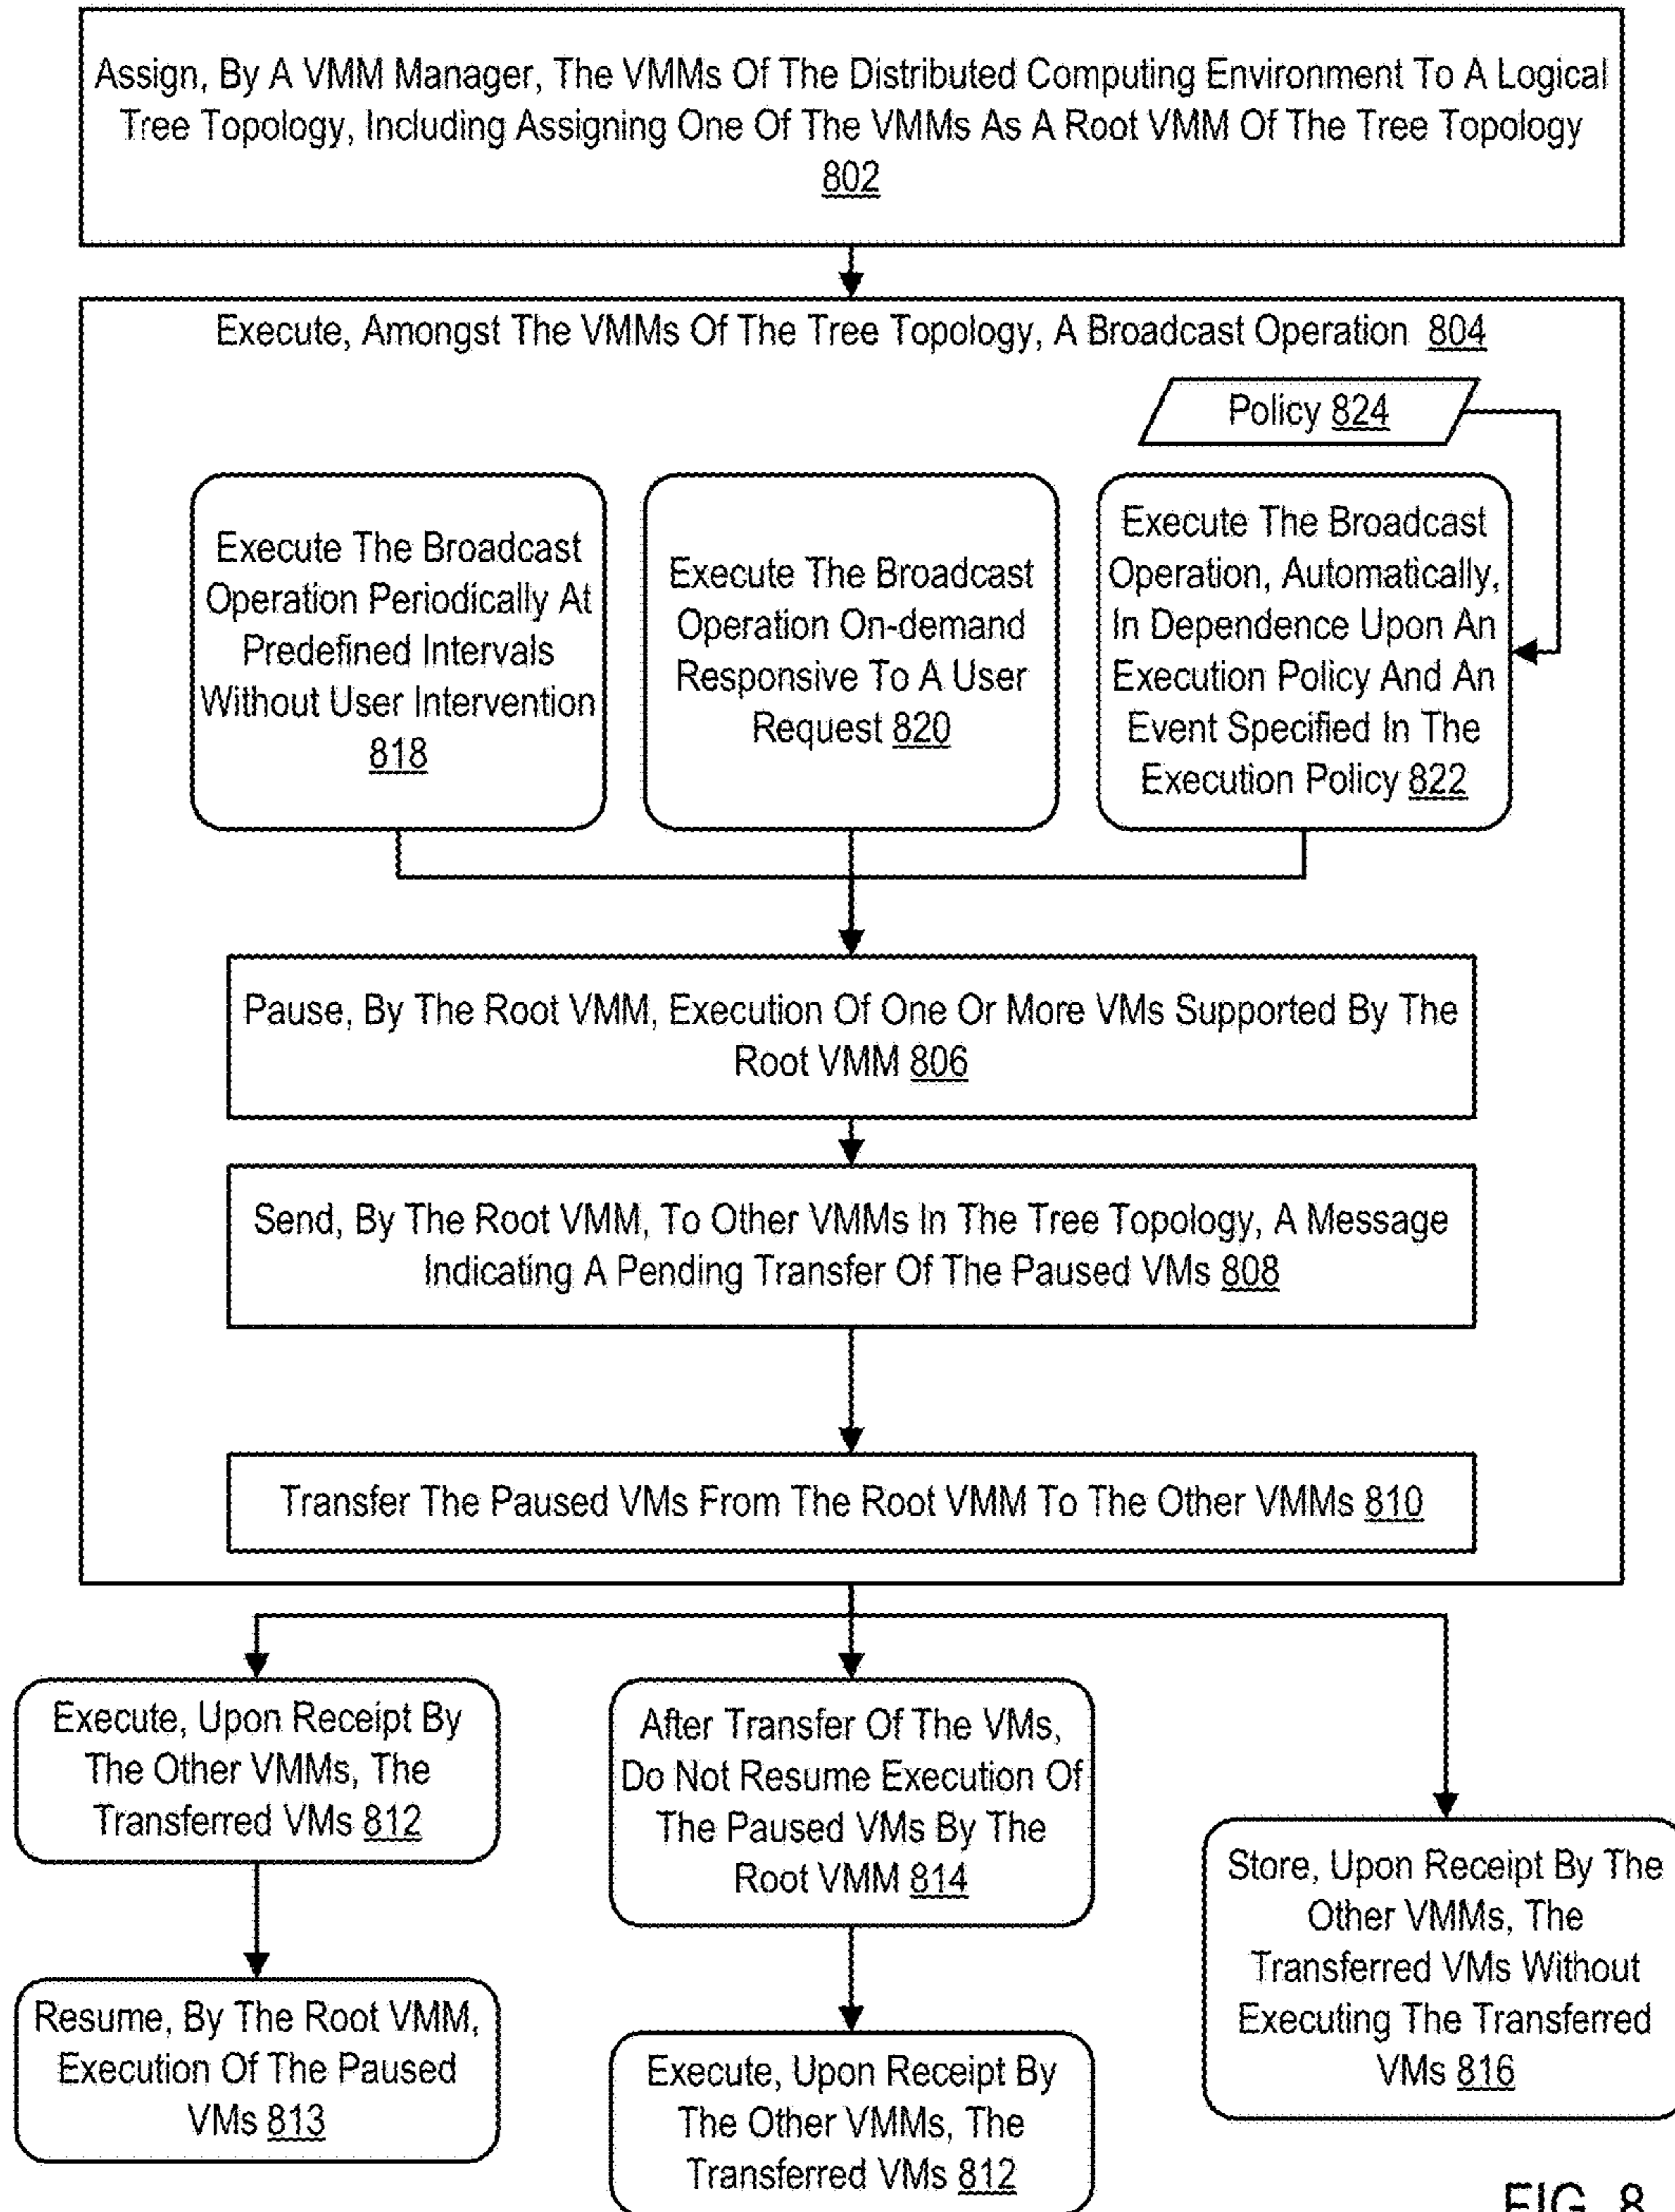 Assign, By A VMM Manager, The VMMs Of The Distributed Computing Environment To A Logical
Tree Topology, Including Assigning One Of The VMMs As A Root VMM Of The Tree Topology
802
Execute, Amongst The VMMs Of The Tree Topology, A Broadcast Operation 804
Policy 824
Execute The Broadcast
Operation Periodically At
Predefined Intervals
Without User Intervention
818
Execute The Broadcast
Operation On-demand
Responsive To A User
Request 820
Execute The Broadcast
Operation, Automatically,
In Dependence Upon An
Execution Policy And An
Event Specified In The
Execution Policy 822
Pause, By The Root VMM, Execution Of One Or More VMs Supported By The
Root VMM 806
Send, By The Root VMM, To Other VMMs In The Tree Topology, A Message
Indicating A Pending Transfer Of The Paused VMs 808
Transfer The Paused VMs From The Root VMM To The Other VMMs 810
Execute, Upon Receipt By
The Other VMMs, The
Transferred VMs 812
Resume, By The Root VMM,
Execution Of The Paused
VMs 813
After Transfer Of The VMs,
Do Not Resume Execution Of
The Paused VMs By The
Root VMM 814
Execute, Upon Receipt By
The Other VMMs, The
Transferred VMs 812
Store, Upon Receipt By The
Other VMMs, The
Transferred VMs Without
Executing The Transferred
VMs 816
FIG. 8